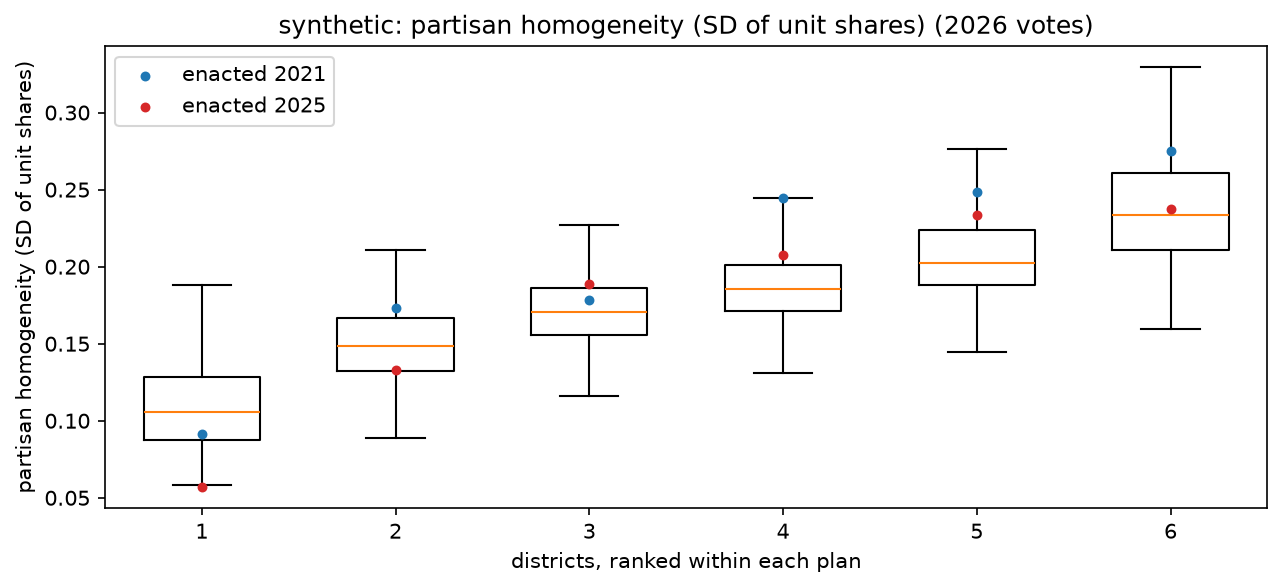 synthetic: partisan homogeneity (SD of unit shares) (2026 votes)
enacted 2021
enacted 2025
partisan homogeneity (SD of unit shares)
0.30
0.25
0.20
0.15
0.10
0.05
1 2 3 4 5 6
districts, ranked within each plan